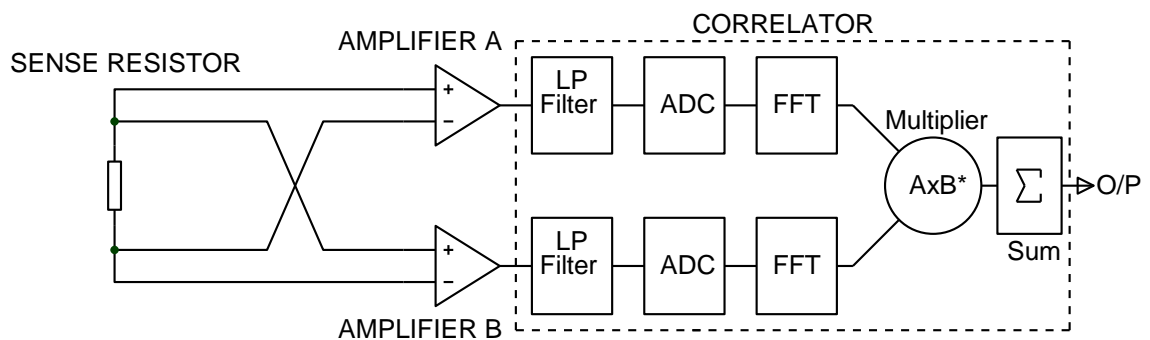 CORRELATOR
AMPLIFIER A
SENSE RESISTOR
+
−
LP
Filter
ADC
FFT
Multiplier
AxB*
Σ
O/P
Sum
+
−
LP
Filter
ADC
FFT
AMPLIFIER B